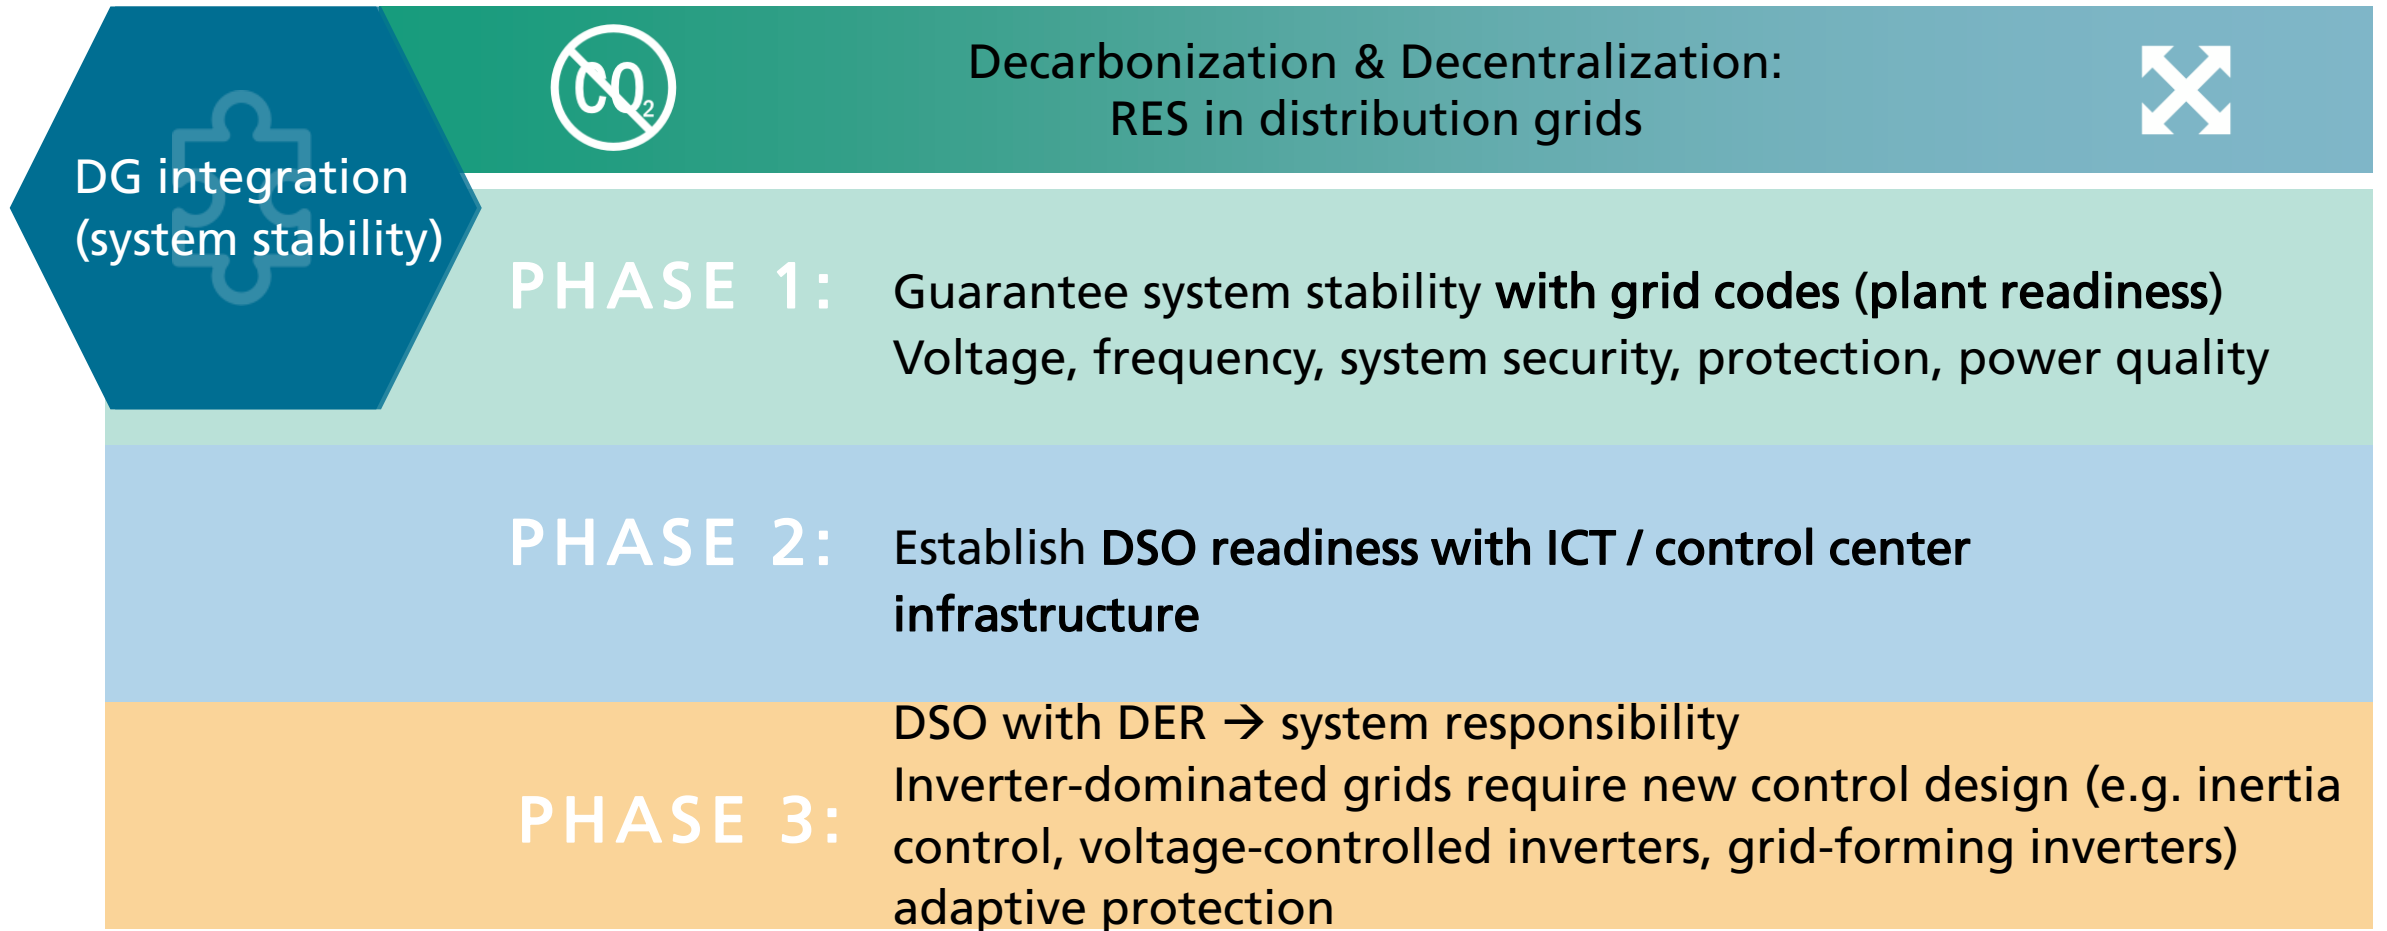 DG integration
(system stability)
CO2
Decarbonization & Decentralization:
RES in distribution grids
PHASE 1:
Guarantee system stability with grid codes (plant readiness)
Voltage, frequency, system security, protection, power quality
PHASE 2:
Establish DSO readiness with ICT / control center
infrastructure
PHASE 3:
DSO with DER → system responsibility
Inverter-dominated grids require new control design (e.g. inertia
control, voltage-controlled inverters, grid-forming inverters)
adaptive protection